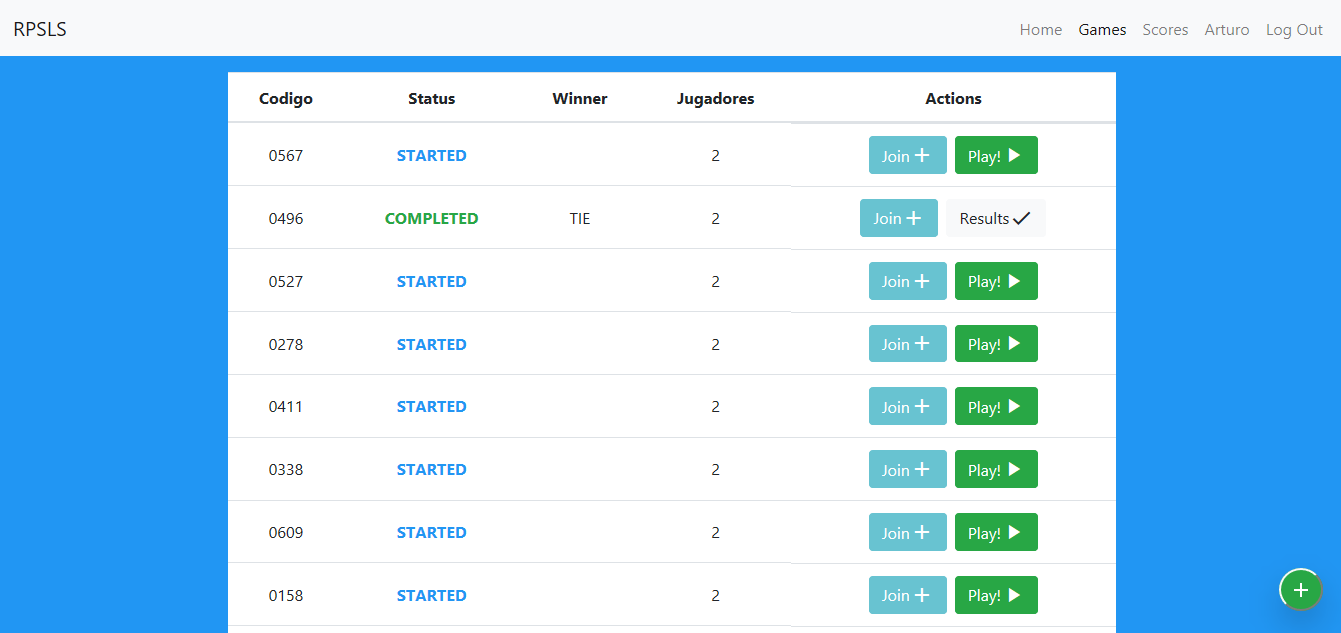 RPSLS Home Games Scores Arturo Log Out
Codigo Status Winner Jugadores Actions
0567 STARTED 2 Join Play!
0496 COMPLETED TIE 2 Join Results
0527 STARTED 2 Join Play!
0278 STARTED 2 Join Play!
0411 STARTED 2 Join Play!
0338 STARTED 2 Join Play!
0609 STARTED 2 Join Play!
0158 STARTED 2 Join Play!